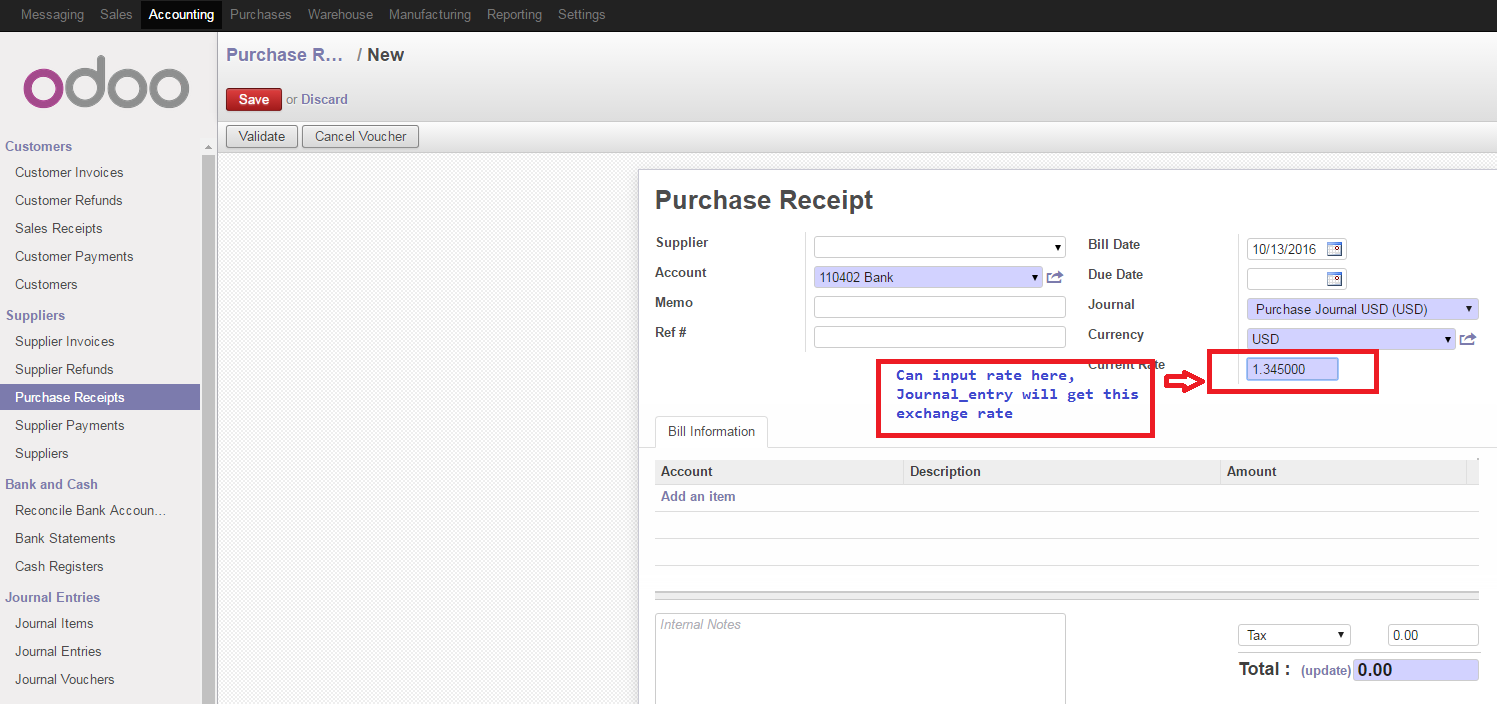 Messaging Sales Accounting Purchases Warehouse Manufacturing Reporting Settings
odoo
Purchase R... / New
Save or Discard
Validate Cancel Voucher
Customers
Customer Invoices
Customer Refunds
Sales Receipts
Customer Payments
Customers
Suppliers
Supplier Invoices
Supplier Refunds
Purchase Receipts
Supplier Payments
Suppliers
Bank and Cash
Reconcile Bank Accoun...
Bank Statements
Cash Registers
Journal Entries
Journal Items
Journal Entries
Journal Vouchers
Purchase Receipt
Supplier
Account 110402 Bank
Memo
Ref #
Bill Date 10/13/2016
Due Date
Journal Purchase Journal USD (USD)
Currency USD
Current Rate 1.345000
Can input rate here,
Journal_entry will get this
exchange rate
Bill Information
Account Description Amount
Add an item
Internal Notes
Tax 0.00
Total : (update) 0.00